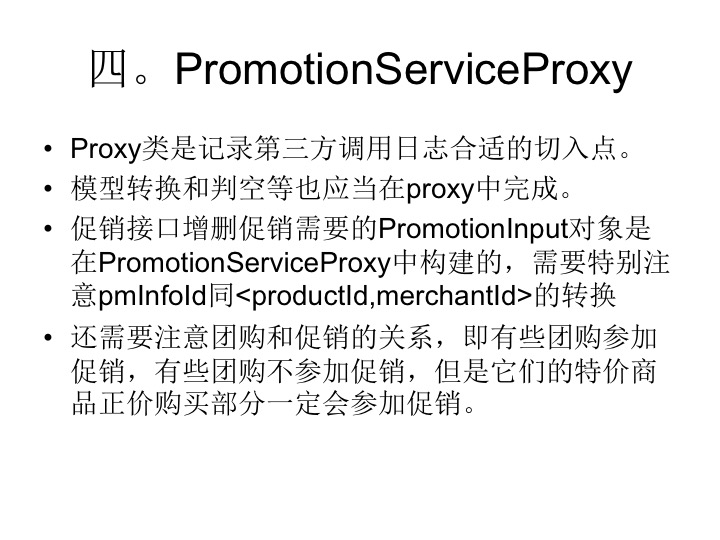 四。PromotionServiceProxy
• Proxy类是记录第三方调用日志合适的切入点。
• 模型转换和判空等也应当在proxy中完成。
• 促销接口增删促销需要的PromotionInput对象是
在PromotionServiceProxy中构建的，需要特别注
意pmInfoId同<productId,merchantId>的转换
• 还需要注意团购和促销的关系，即有些团购参加
促销，有些团购不参加促销，但是它们的特价商
品正价购买部分一定会参加促销。